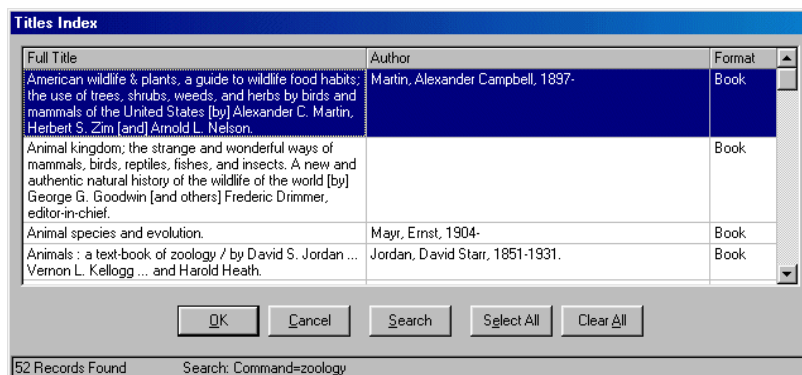 Titles Index
Full Title Author Format
American wildlife & plants, a guide to wildlife food habits; Martin, Alexander Campbell, 1897- Book
the use of trees, shrubs, weeds, and herbs by birds and
mammals of the United States [by] Alexander C. Martin,
Herbert S. Zim [and] Arnold L. Nelson.
Animal kingdom; the strange and wonderful ways of Book
mammals, birds, reptiles, fishes, and insects. A new and
authentic natural history of the wildlife of the world [by]
George G. Goodwin [and others] Frederic Drimmer,
editor-in-chief.
Animal species and evolution. Mayr, Ernst, 1904- Book
Animals : a text-book of zoology / by David S. Jordan ... Jordan, David Starr, 1851-1931. Book
Vernon L. Kellogg ... and Harold Heath.
OK Cancel Search Select All Clear All
52 Records Found Search: Command=zoology